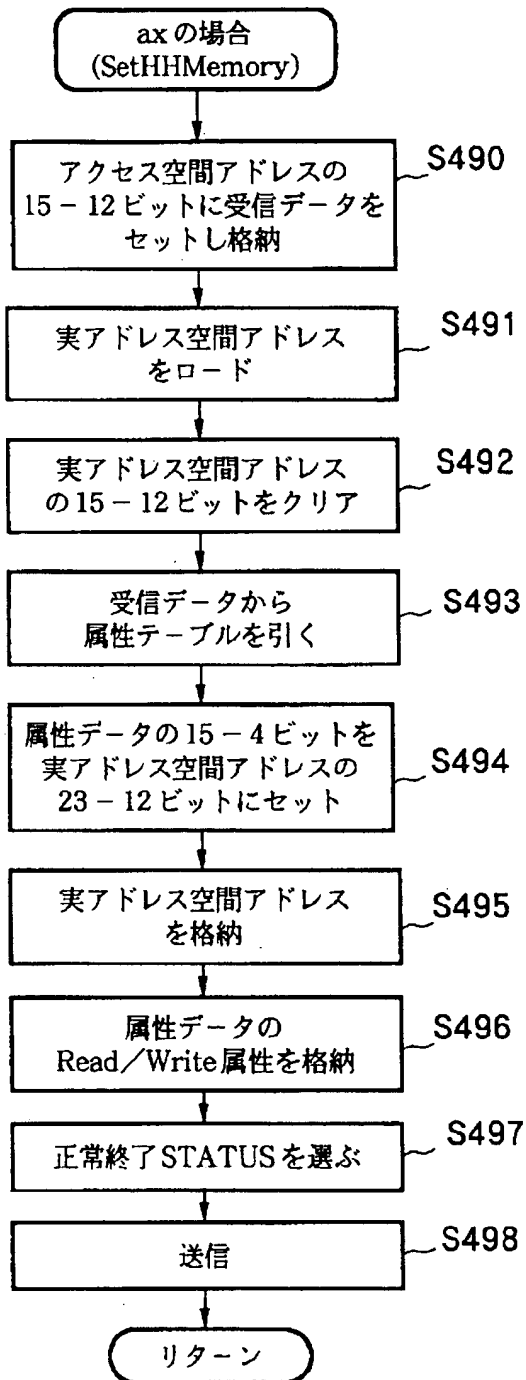 axの場合
(SetHHMemory)
アクセス空間アドレスの
15－12ビットに受信データを
セットし格納
S490
実アドレス空間アドレス
をロード
S491
実アドレス空間アドレス
の15－12ビットをクリア
S492
受信データから
属性テーブルを引く
S493
属性データの15－4ビットを
実アドレス空間アドレスの
23－12ビットにセット
S494
実アドレス空間アドレス
を格納
S495
属性データの
Read／Write属性を格納
S496
正常終了STATUSを選ぶ
S497
送信
S498
リターン